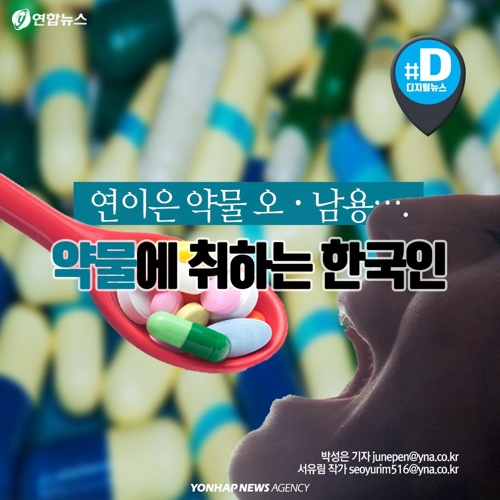 연합뉴스
#D
디지털뉴스
연이은 약물 오·남용….
약물에 취하는 한국인
박성은 기자 junepen@yna.co.kr
서유림 작가 seoyurim516@yna.co.kr
YONHAP NEWS AGENCY